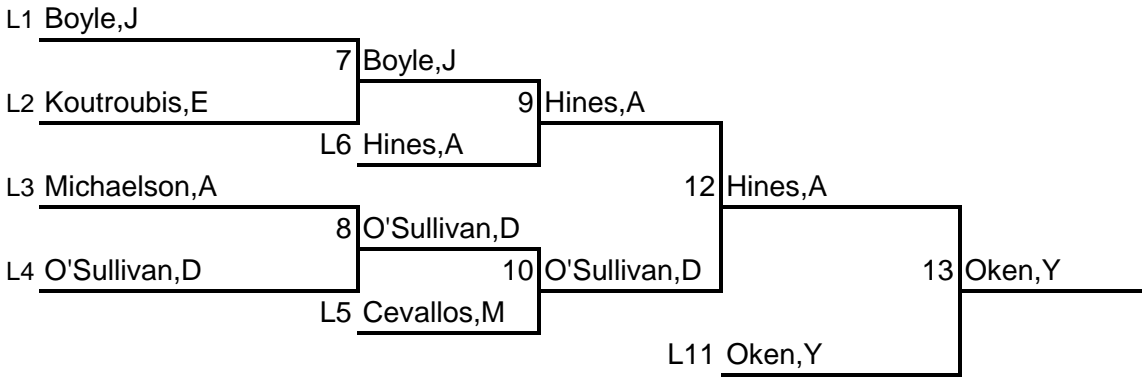 L1 Boyle,J
7 Boyle,J
L2 Koutroubis,E
9 Hines,A
L6 Hines,A
L3 Michaelson,A
12 Hines,A
8 O'Sullivan,D
L4 O'Sullivan,D
10 O'Sullivan,D
13 Oken,Y
L5 Cevallos,M
L11 Oken,Y